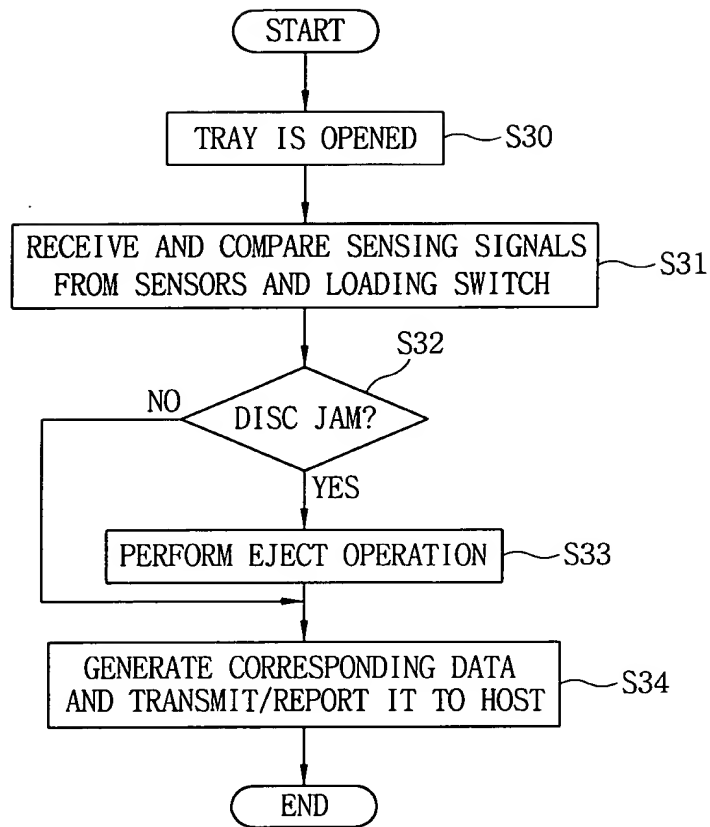 START
TRAY IS OPENED
S30
RECEIVE AND COMPARE SENSING SIGNALS
FROM SENSORS AND LOADING SWITCH
S31
S32
NO
DISC JAM?
YES
PERFORM EJECT OPERATION
S33
GENERATE CORRESPONDING DATA
AND TRANSMIT/REPORT IT TO HOST
S34
END